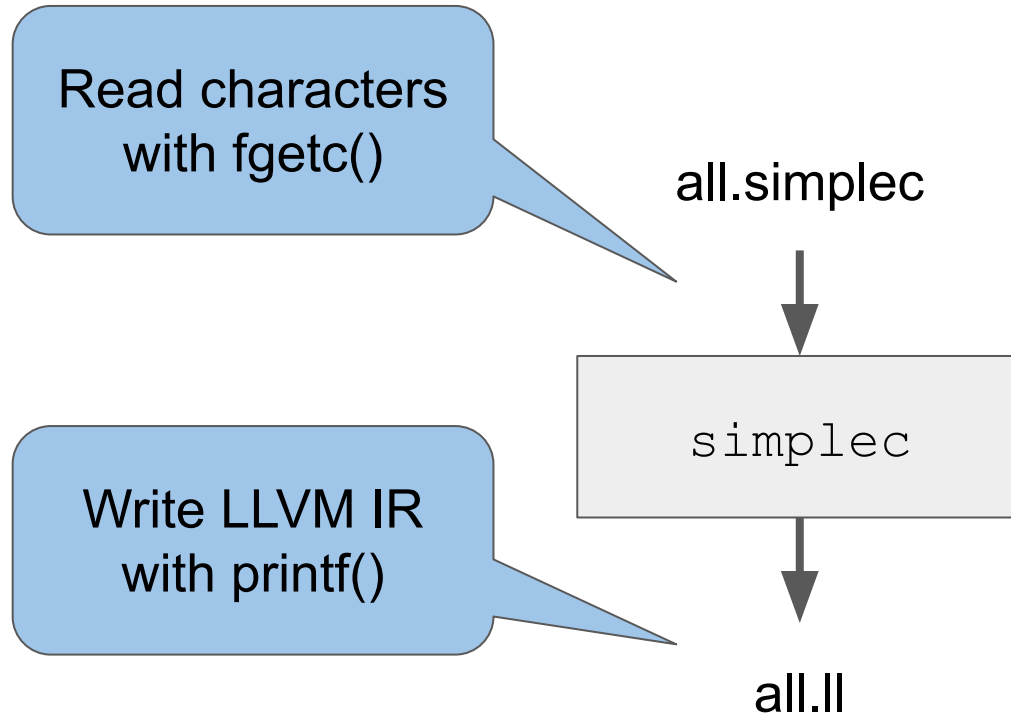 Read characters
with fgetc()
all.simplec
simplec
Write LLVM IR
with printf()
all.ll